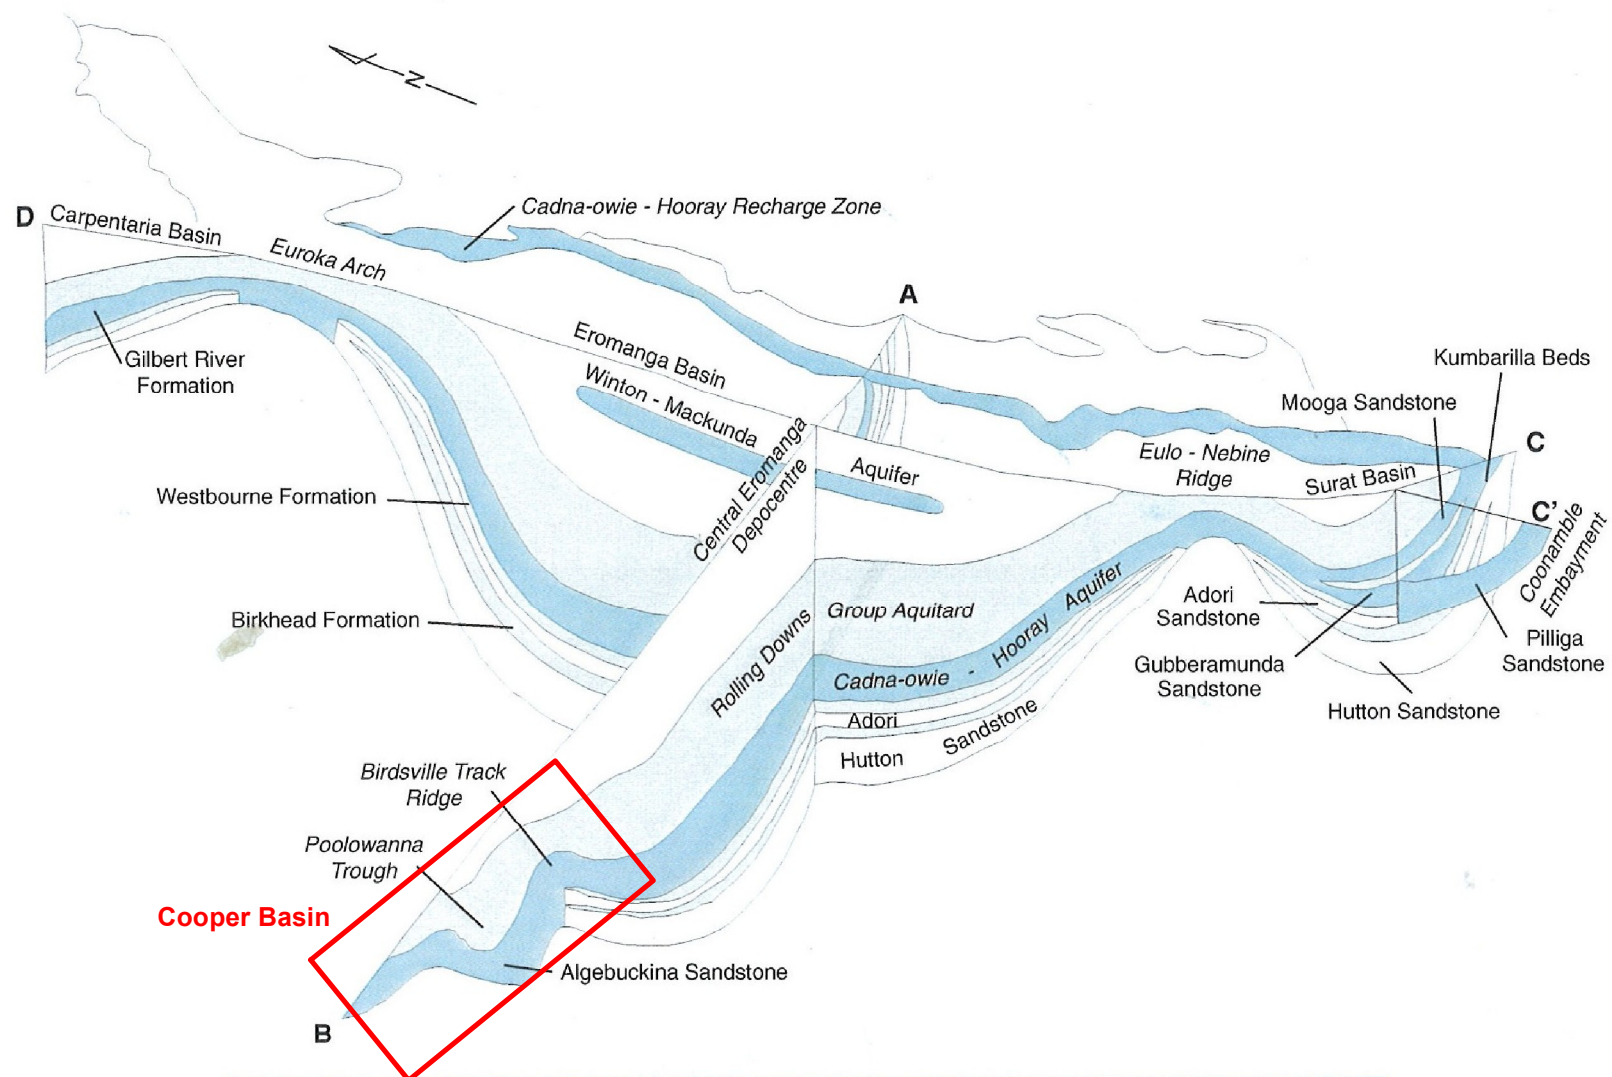 N
Cadna-owie - Hooray Recharge Zone
D
Carpentaria Basin
Euroka Arch
A
Eromanga Basin
Kumbarilla Beds
Gilbert River
Formation
Winton - Mackunda
Aquifer
Mooga Sandstone
C
Eulo - Nebine
Ridge
Surat Basin
Central Eromanga
Depocentre
Westbourne Formation
C'
Coonamble
Embayment
Birkhead Formation
Rolling Downs
Group Aquitard
Adori
Sandstone
Cadna-owie - Hooray Aquifer
Gubberamunda
Sandstone
Pilliga
Sandstone
Adori
Hutton Sandstone
Hutton Sandstone
Birdsville Track
Ridge
Poolowanna
Trough
Cooper Basin
Algebuckina Sandstone
B